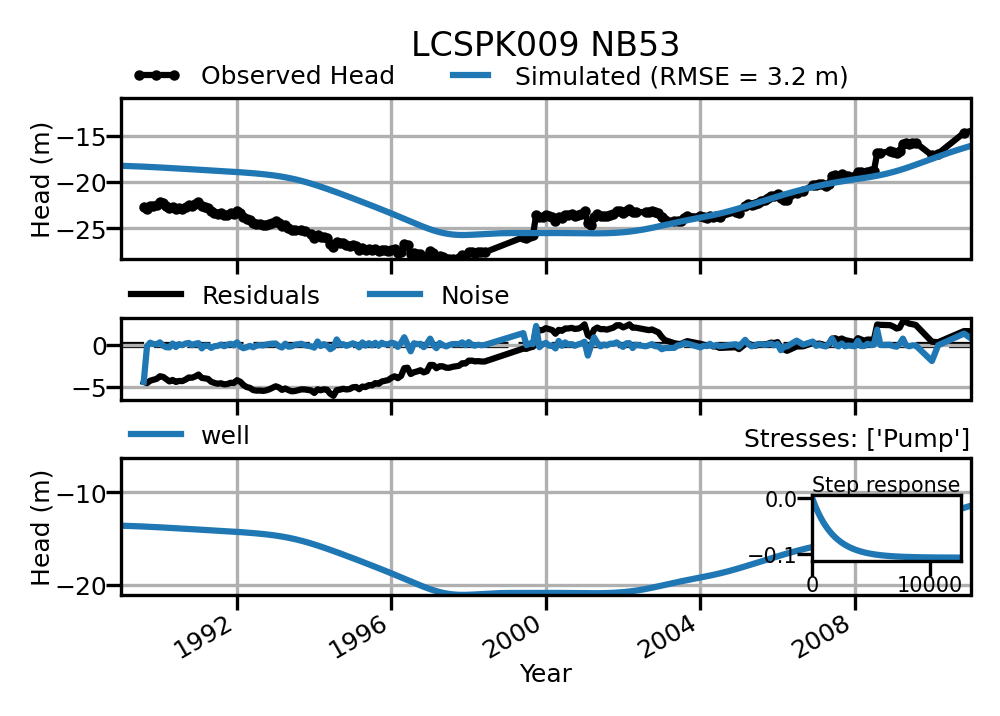 LCSPK009 NB53
Observed Head
Simulated (RMSE = 3.2 m)
Head (m)
−15
−20
−25
Residuals
Noise
0
−5
well
Stresses: ['Pump']
Head (m)
−10
−20
Step response
0.0
−0.1
0
10000
1992
1996
2000
2004
2008
Year